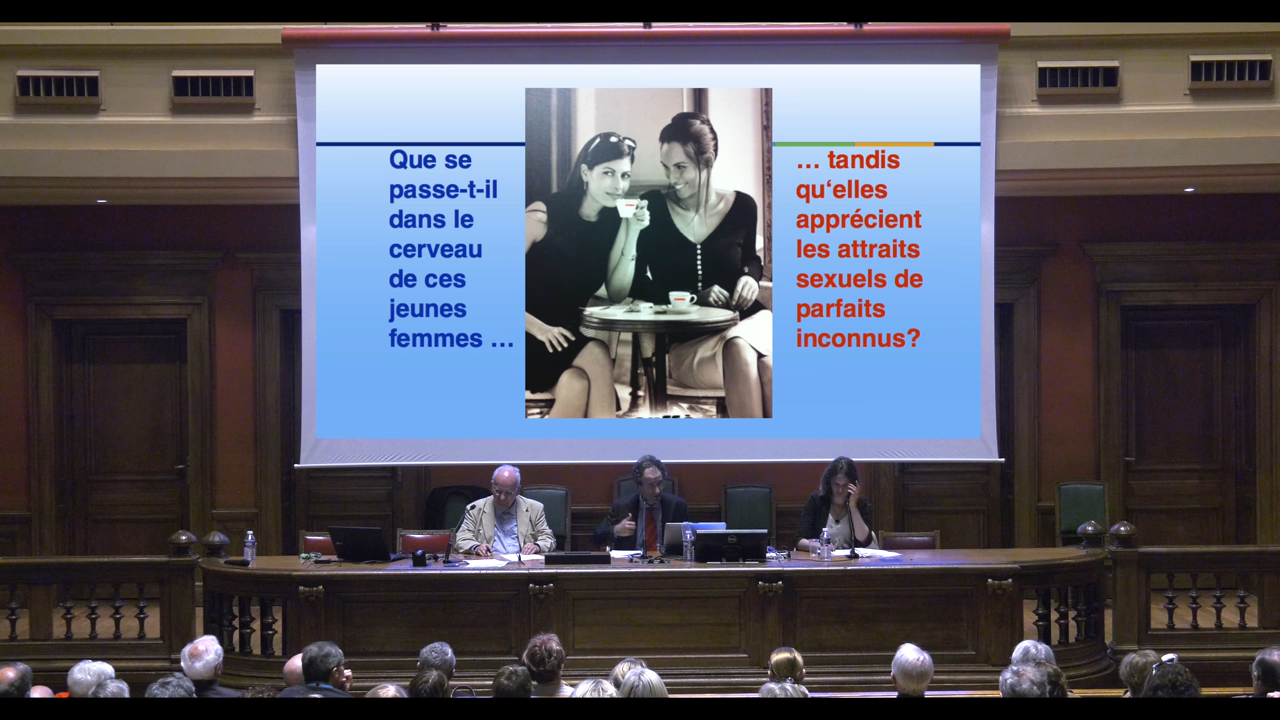 Que se
passe-t-il
dans le
cerveau
de ces
jeunes
femmes …
… tandis
qu‘elles
apprécient
les attraits
sexuels de
parfaits
inconnus?